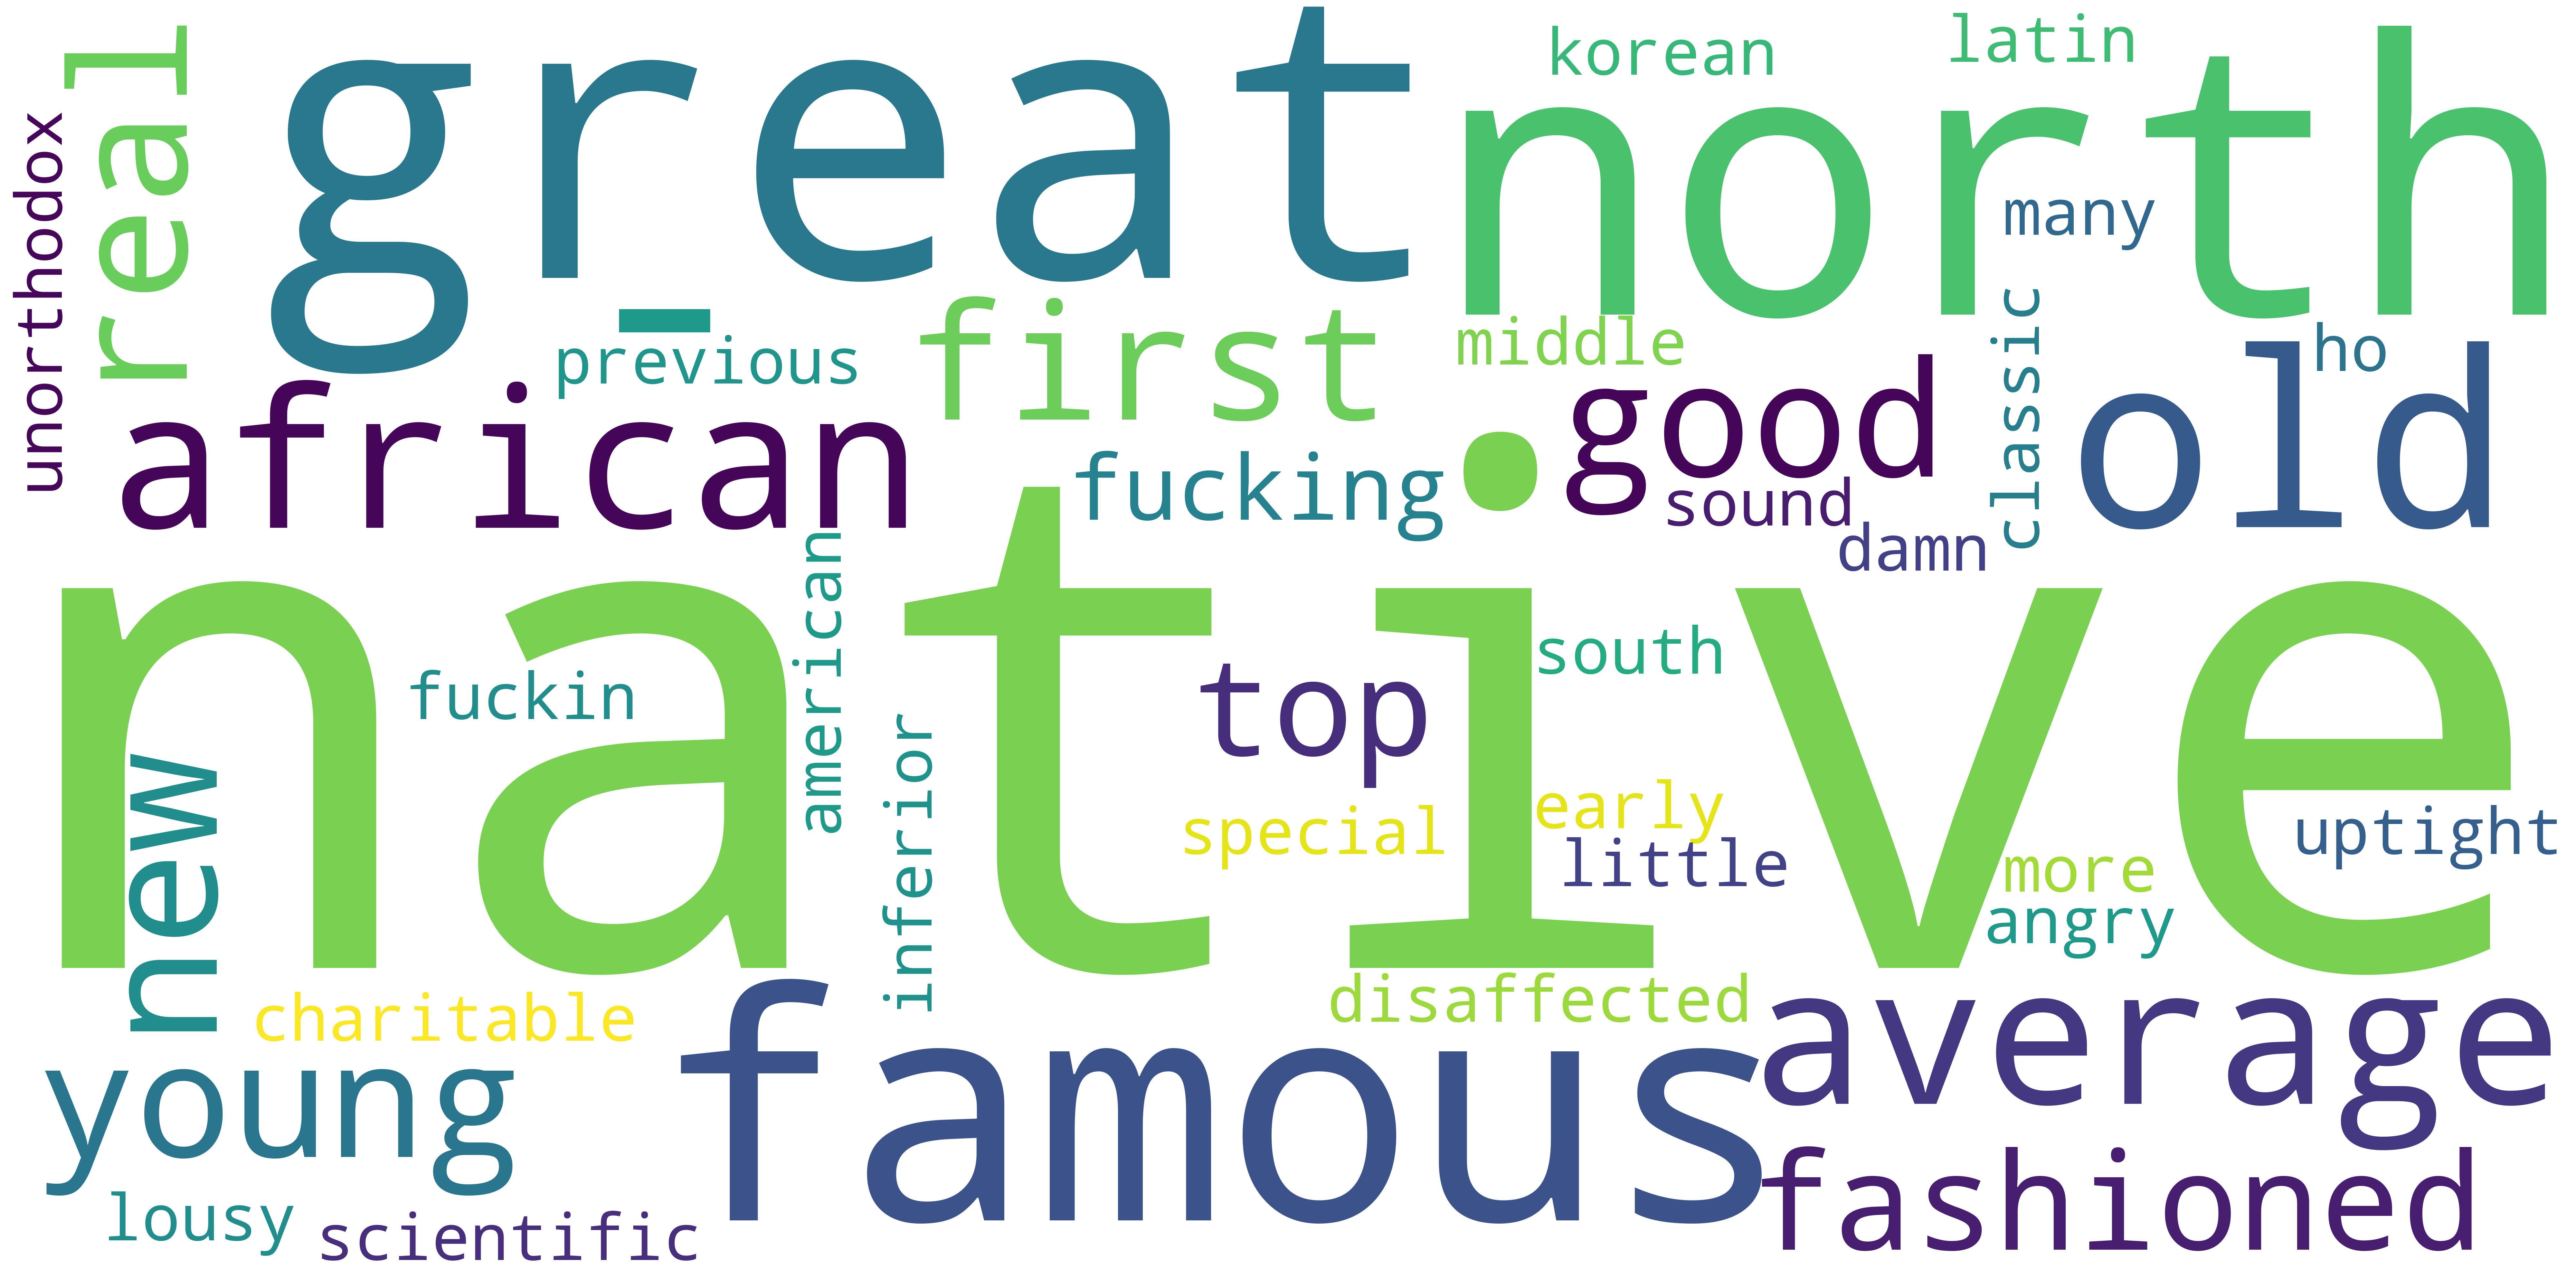 great
north
korean
latin
real
unorthodox
many
-
previous
first
middle
classic
ho
african
fucking
good
old
sound
damn
native
american
fuckin
south
top
inferior
new
special
early
little
uptight
more
angry
charitable
disaffected
average
young
famous
fashioned
lousy
scientific